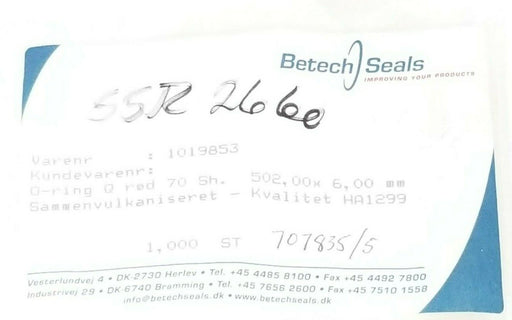 Betech Seals
IMPROVING YOUR PRODUCTS
SSR 2660
Varenr : 1019853
Kundevarenr:
O-ring Q rød 70 Sh. 502,00x 6,00 mm
Sammenvulkaniseret - Kvalitet HA1299
1,000 ST 707835/5
Vesterlundvej 4 • DK-2730 Herlev • Tel. +45 4485 8100 • Fax +45 4492 7800
Industrivej 29 • DK-6740 Bramming • Tel. +45 7656 2600 • Fax +45 7510 1558
info@betechseals.dk • www.betechseals.dk